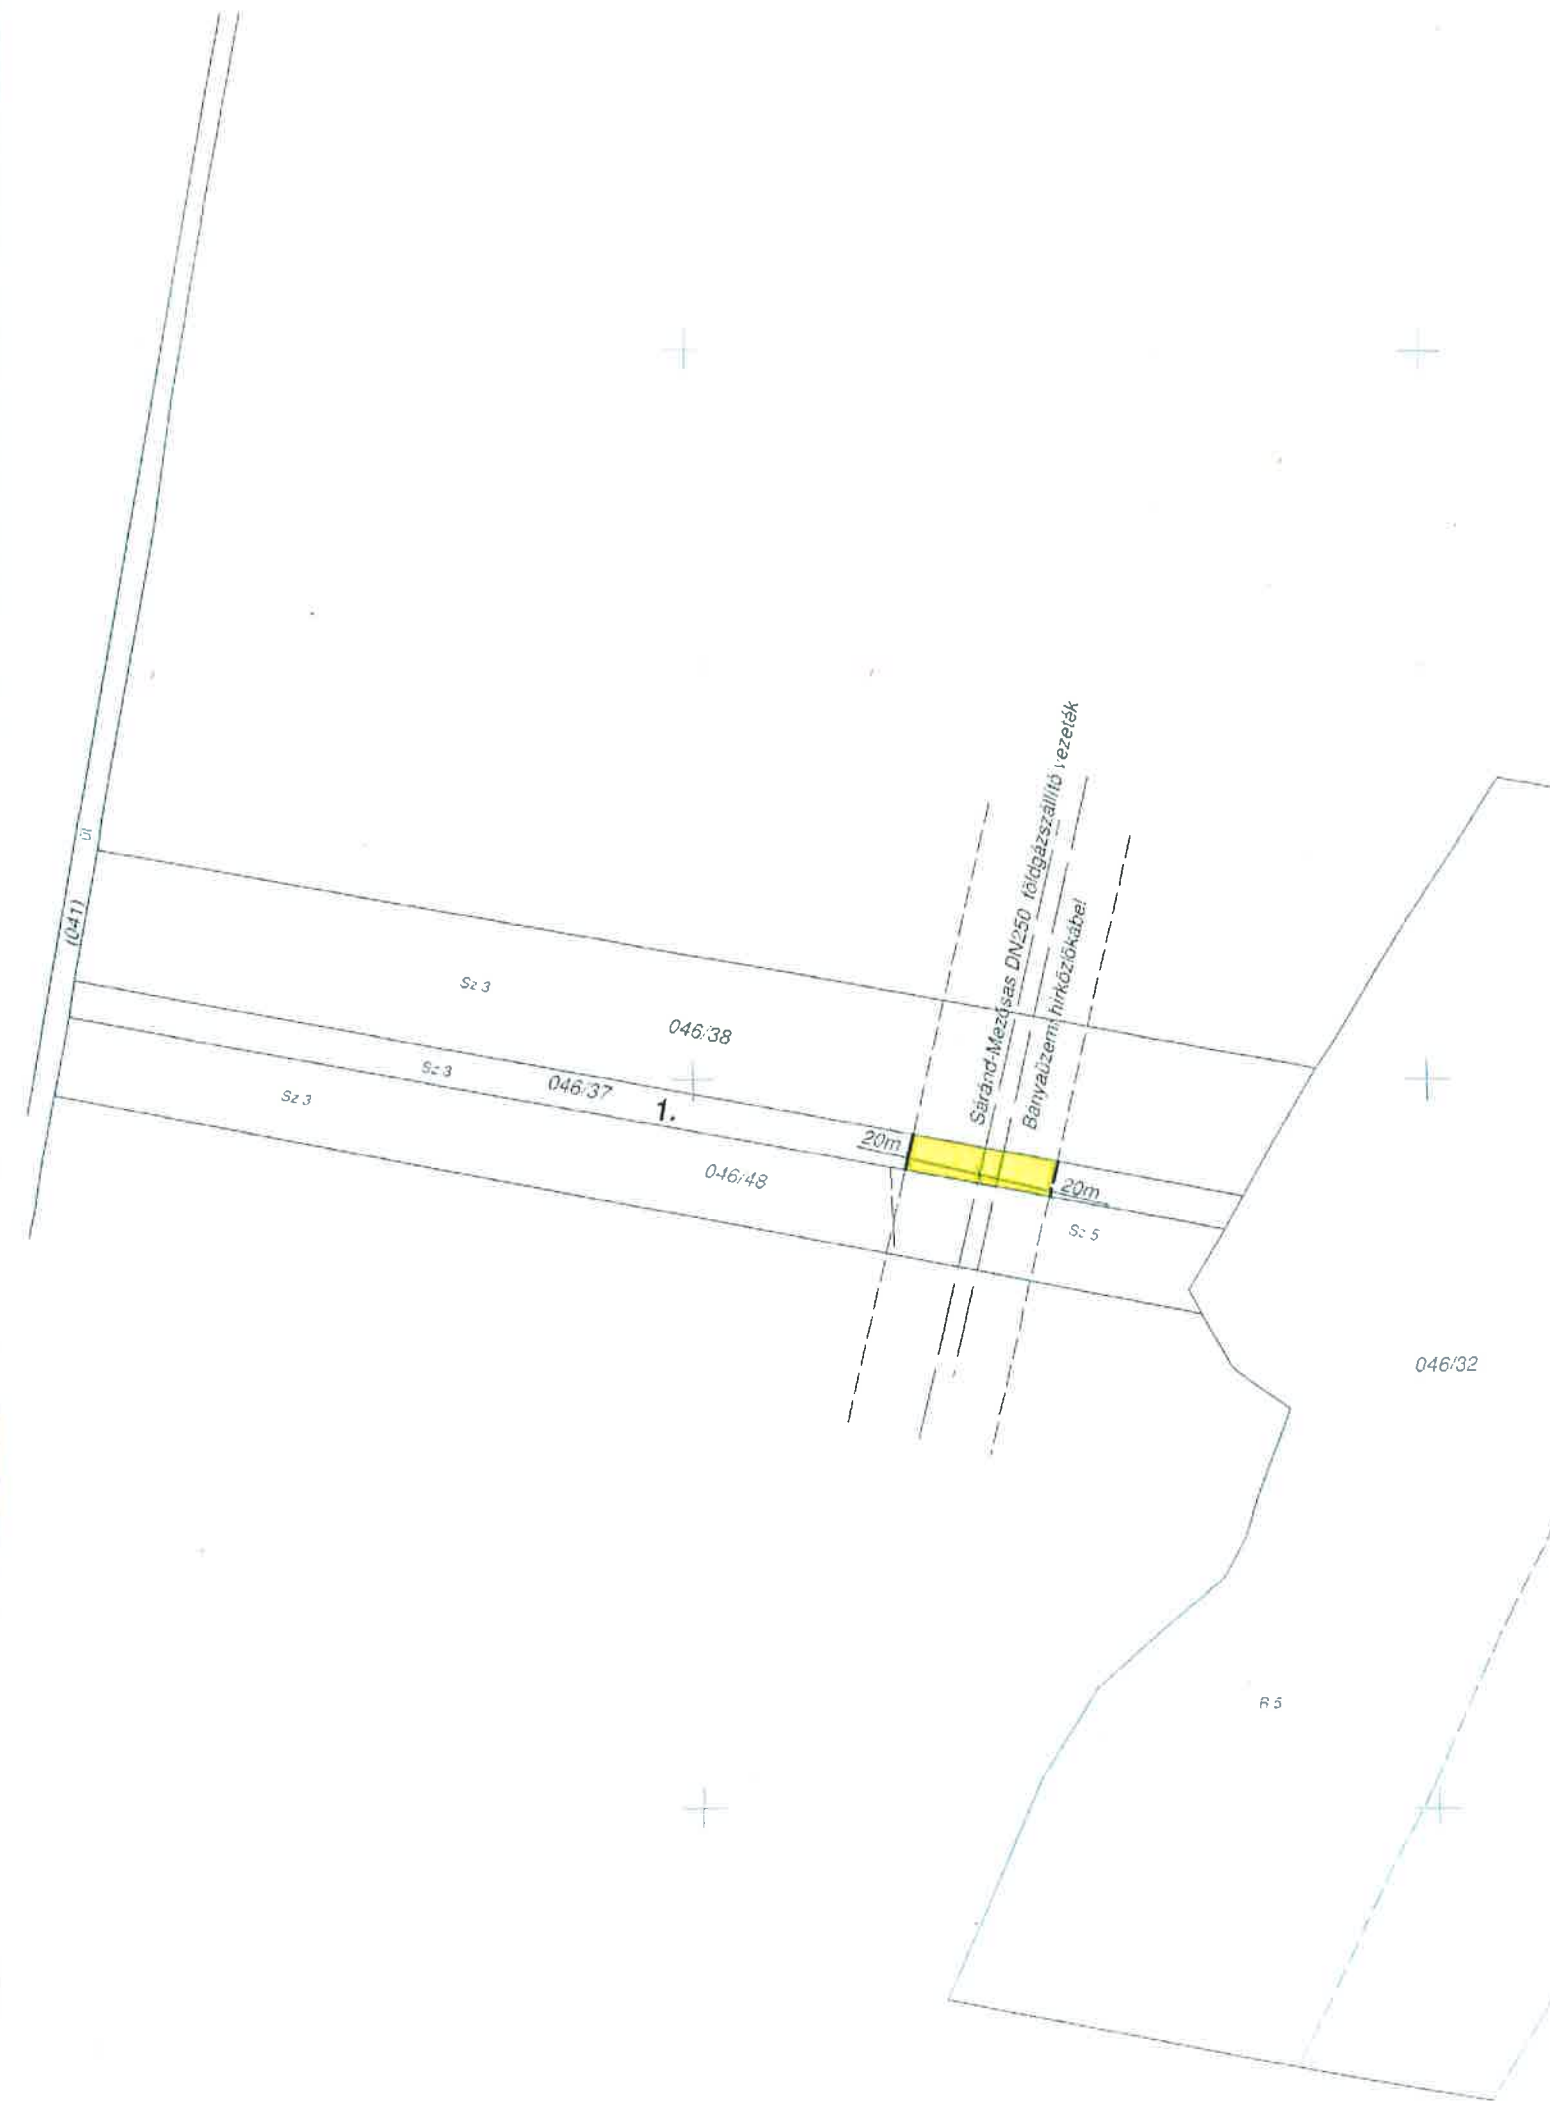 Sáránd-Mezősas DN250 földgázszállító vezeték
Út
(041)
Bányaüzemi hírközlőkábel
Sz 3
046/38
Sz 3
046/37
1.
Sz 3
20m
046/48
20m
Sz 5
046/32